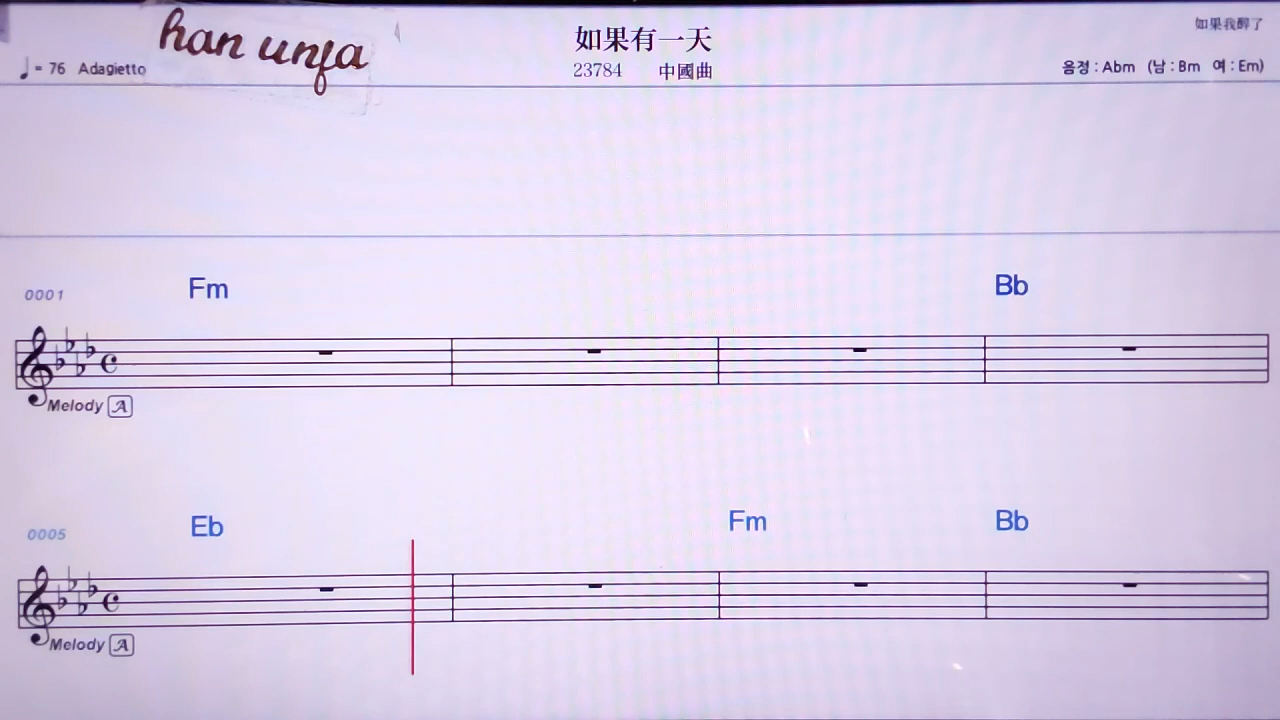 han unfa
如果有一天
如果我醉了
♩ = 76 Adagietto
23784 中國曲
음정 : Abm (남 : Bm 여 : Em)
0001 Fm Bb
Melody A
0005 Eb Fm Bb
Melody A